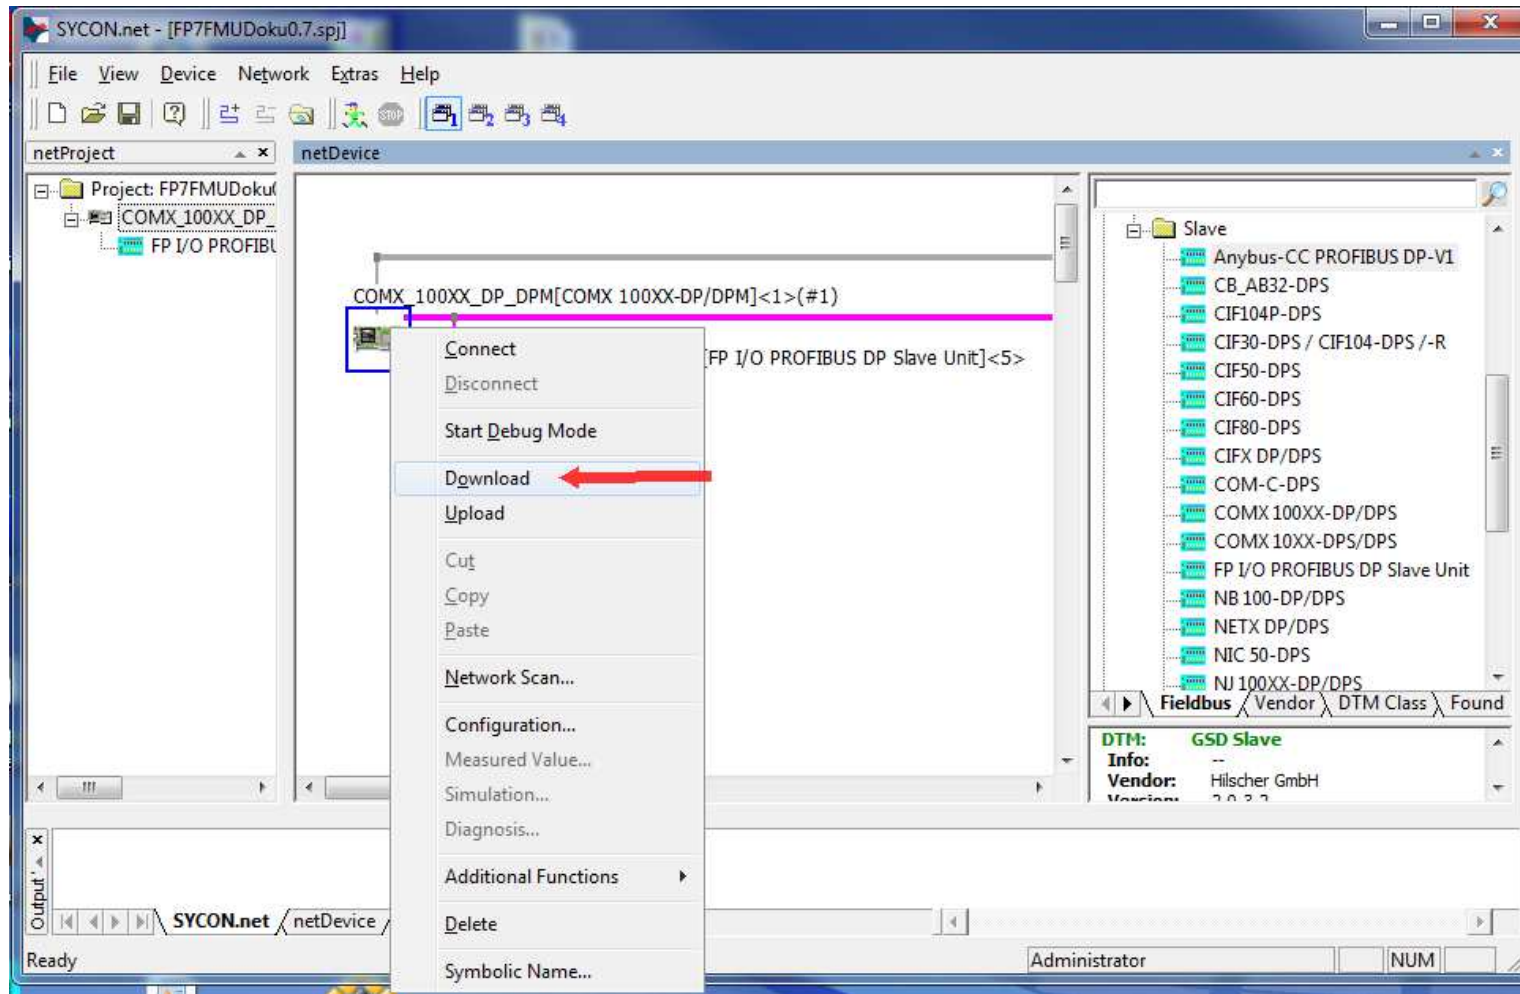 SYCON.net - [FP7FMUDoku0.7.spj]
File View Device Network Extras Help
STOP 1 2 3 4
netProject
netDevice
Project: FP7FMUDoku
COMX_100XX_DP_
FP I/O PROFIBU
COMX_100XX_DP_DPM[COMX 100XX-DP/DPM]<1>(#1)
[FP I/O PROFIBUS DP Slave Unit]<5>
Connect
Disconnect
Start Debug Mode
Download
Upload
Cut
Copy
Paste
Network Scan...
Configuration...
Measured Value...
Simulation...
Diagnosis...
Additional Functions
Delete
Symbolic Name...
Slave
Anybus-CC PROFIBUS DP-V1
CB_AB32-DPS
CIF104P-DPS
CIF30-DPS / CIF104-DPS /-R
CIF50-DPS
CIF60-DPS
CIF80-DPS
CIFX DP/DPS
COM-C-DPS
COMX 100XX-DP/DPS
COMX 10XX-DPS/DPS
FP I/O PROFIBUS DP Slave Unit
NB 100-DP/DPS
NETX DP/DPS
NIC 50-DPS
NJ 100XX-DP/DPS
Fieldbus Vendor DTM Class Found
DTM: GSD Slave
Info: --
Vendor: Hilscher GmbH
Version:
Output
SYCON.net netDevice
Ready
Administrator
NUM